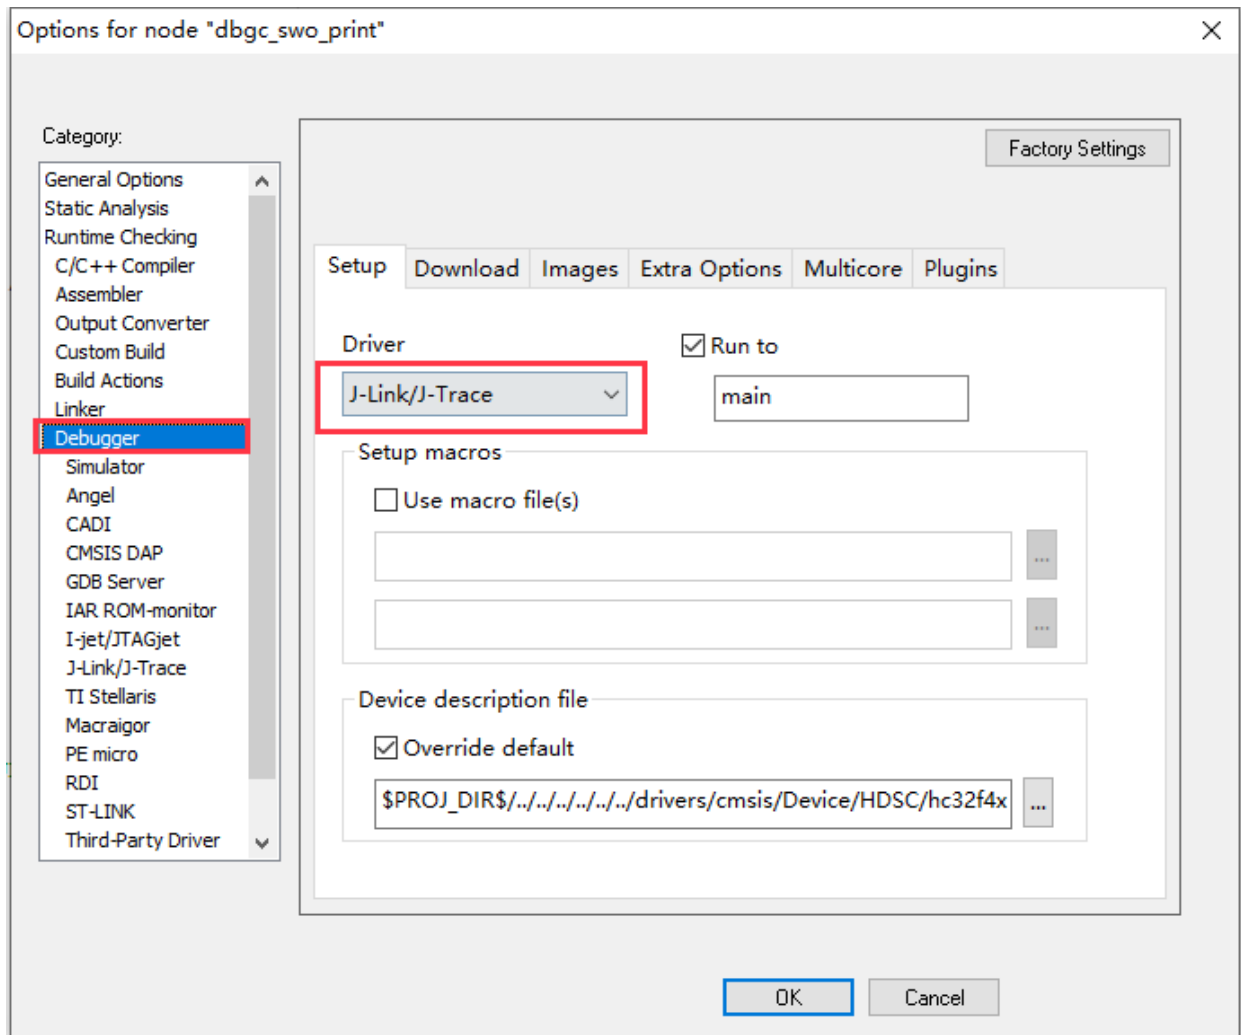 Options for node "dbgc_swo_print"
Category:
Factory Settings
General Options
Static Analysis
Runtime Checking
C/C++ Compiler
Assembler
Output Converter
Custom Build
Build Actions
Linker
Debugger
Simulator
Angel
CADI
CMSIS DAP
GDB Server
IAR ROM-monitor
I-jet/JTAGjet
J-Link/J-Trace
TI Stellaris
Macraigor
PE micro
RDI
ST-LINK
Third-Party Driver
Setup Download Images Extra Options Multicore Plugins
Driver
Run to
J-Link/J-Trace
main
Setup macros
Use macro file(s)
...
...
Device description file
Override default
$PROJ_DIR$/../../../../../../drivers/cmsis/Device/HDSC/hc32f4x
...
OK Cancel